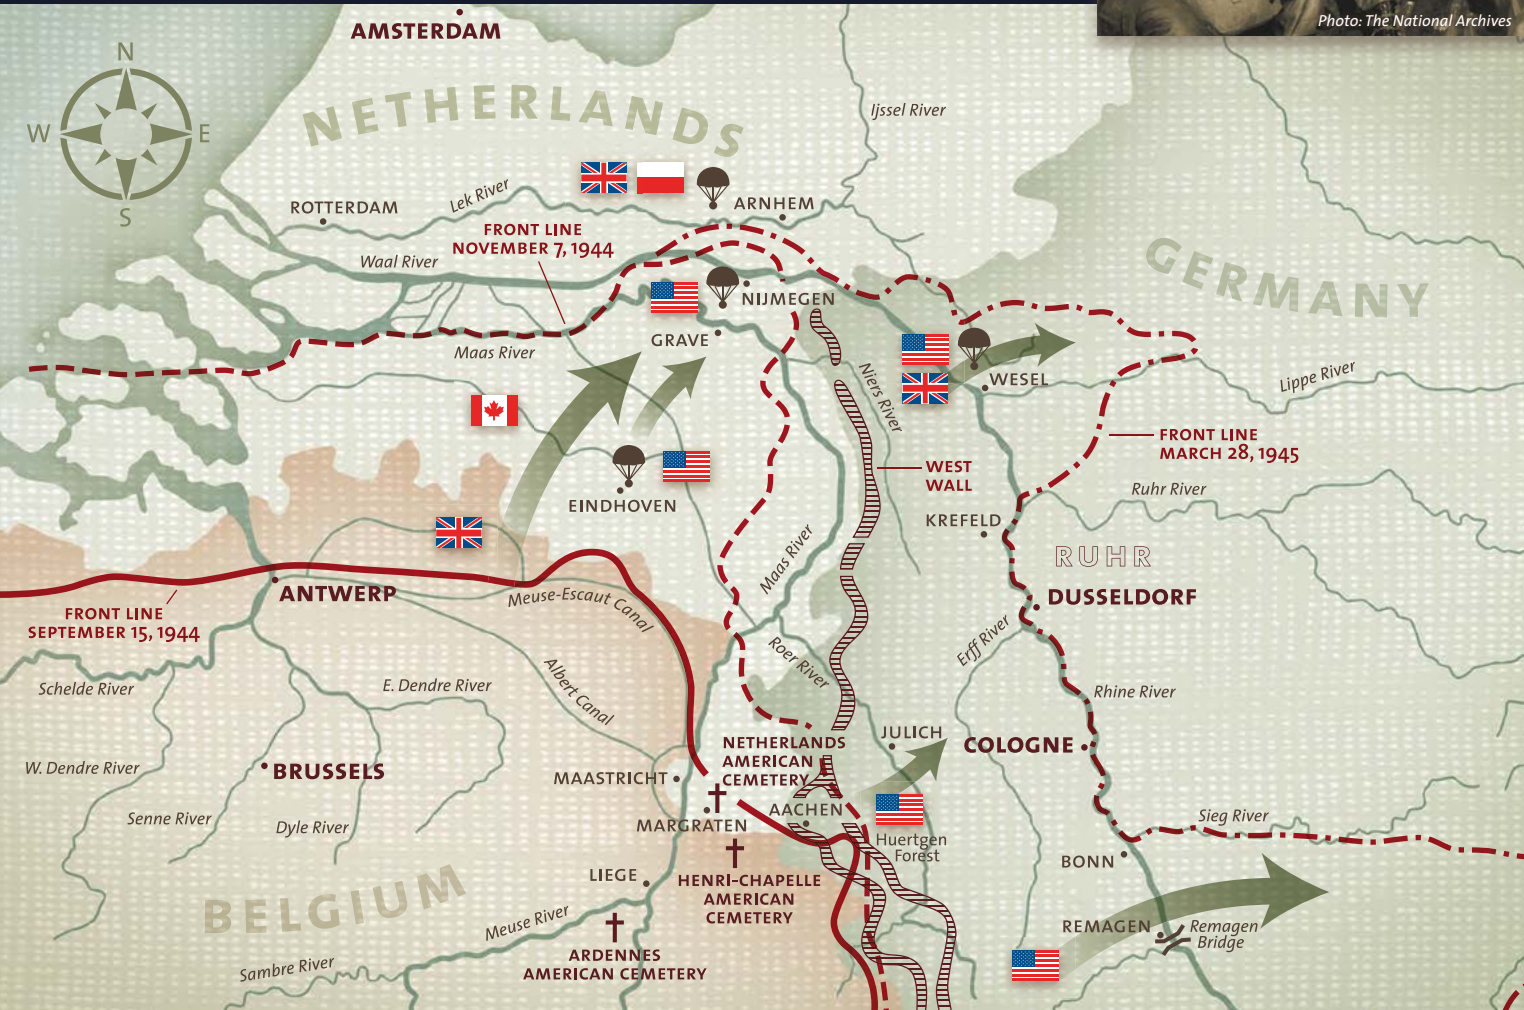 Photo: The National Archives
AMSTERDAM
N
W
E
S
NETHERLANDS
Ijssel River
Lek River
ROTTERDAM
ARNHEM
FRONT LINE
NOVEMBER 7, 1944
Waal River
GERMANY
NIJMEGEN
GRAVE
Maas River
Niers River
WESEL
Lippe River
FRONT LINE
MARCH 28, 1945
WEST
WALL
Ruhr River
EINDHOVEN
KREFELD
RUHR
Maas River
ANTWERP
Meuse-Escaut Canal
DUSSELDORF
FRONT LINE
SEPTEMBER 15, 1944
Erff River
Roer River
Schelde River
E. Dendre River
Albert Canal
Rhine River
JULICH
COLOGNE
NETHERLANDS
AMERICAN
CEMETERY
W. Dendre River
BRUSSELS
MAASTRICHT
AACHEN
Senne River
Dyle River
MARGRATEN
Sieg River
Huertgen
Forest
BONN
LIEGE
HENRI-CHAPELLE
AMERICAN
CEMETERY
BELGIUM
Meuse River
REMAGEN
Remagen
Bridge
ARDENNES
AMERICAN CEMETERY
Sambre River